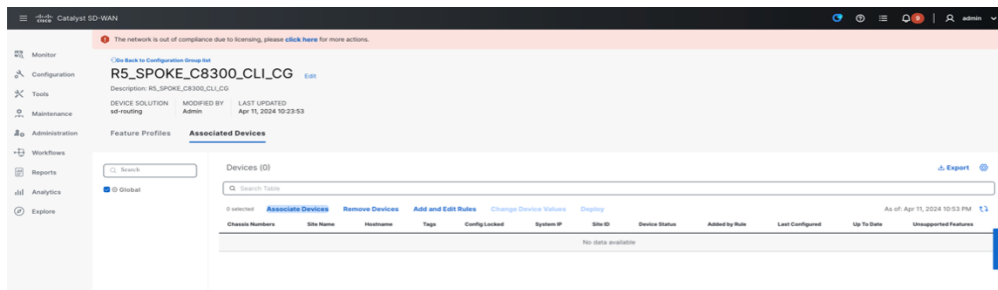 cisco Catalyst SD-WAN
9
admin
The network is out of compliance due to licensing, please click here for more actions.
Monitor
Configuration
Tools
Maintenance
Administration
Workflows
Reports
Analytics
Explore
Go Back to Configuration Group list
R5_SPOKE_C8300_CLI_CG Edit
Description: R5_SPOKE_C8300_CLI_CG
DEVICE SOLUTION MODIFIED BY LAST UPDATED
sd-routing Admin Apr 11, 2024 10:23:53
Feature Profiles Associated Devices
Search
Global
Devices (0)
Export
Search Table
0 selected Associate Devices Remove Devices Add and Edit Rules Change Device Values Deploy As of: Apr 11, 2024 10:53 PM
Chassis Numbers Site Name Hostname Tags Config Locked System IP Site ID Device Status Added by Rule Last Configured Up To Date Unsupported Features
No data available